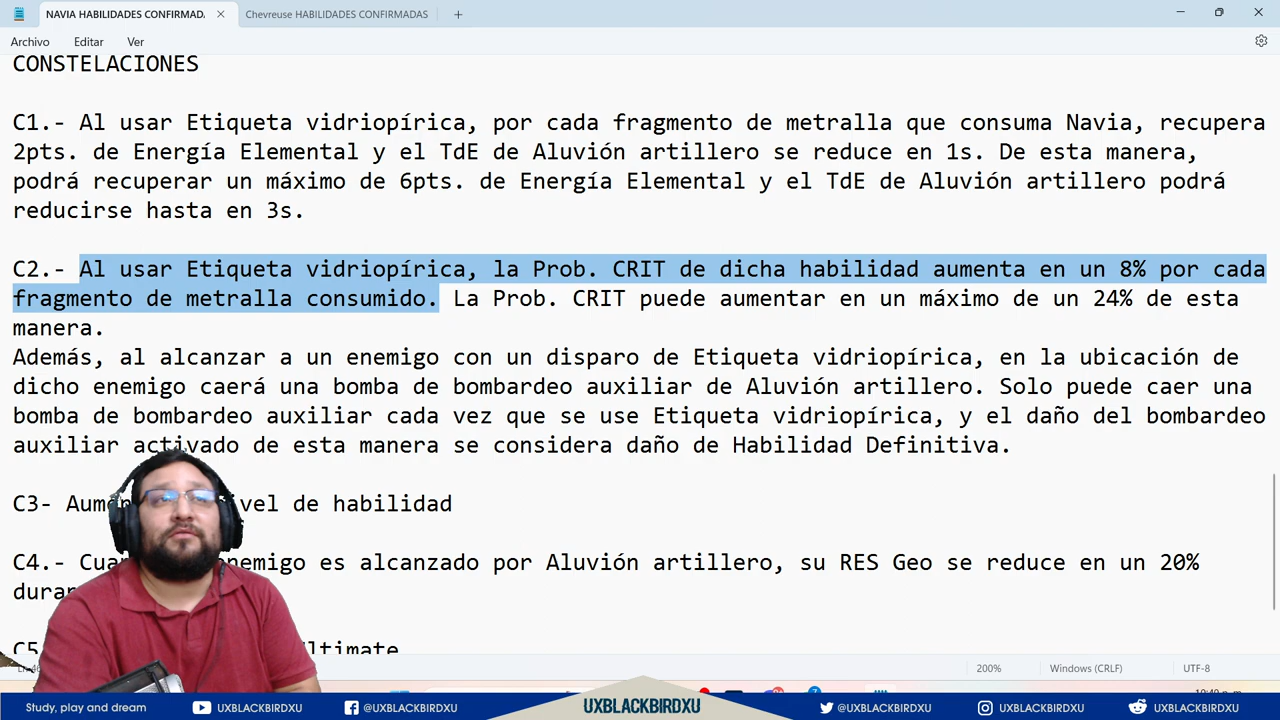 NAVIA HABILIDADES CONFIRMAD.
Chevreuse HABILIDADES CONFIRMADAS
Archivo Editar Ver
CONSTELACIONES
C1.- Al usar Etiqueta vidriopírica, por cada fragmento de metralla que consuma Navia, recupera
2pts. de Energía Elemental y el TdE de Aluvión artillero se reduce en 1s. De esta manera,
podrá recuperar un máximo de 6pts. de Energía Elemental y el TdE de Aluvión artillero podrá
reducirse hasta en 3s.
C2.- Al usar Etiqueta vidriopírica, la Prob. CRIT de dicha habilidad aumenta en un 8% por cada
fragmento de metralla consumido. La Prob. CRIT puede aumentar en un máximo de un 24% de esta
manera.
Además, al alcanzar a un enemigo con un disparo de Etiqueta vidriopírica, en la ubicación de
dicho enemigo caerá una bomba de bombardeo auxiliar de Aluvión artillero. Solo puede caer una
bomba de bombardeo auxiliar cada vez que se use Etiqueta vidriopírica, y el daño del bombardeo
auxiliar activado de esta manera se considera daño de Habilidad Definitiva.
C3- de habilidad
C4.- es alcanzado por Aluvión artillero, su RES Geo se reduce en un 20%
200% Windows (CRLF) UTF-8
Study, play and dream
UXBLACKBIRDXU
@UXBLACKBIRDXU
UXBLACKBIRDXU
@UXBLACKBIRDXU
UXBLACKBIRDXU
UXBLACKBIRDXU